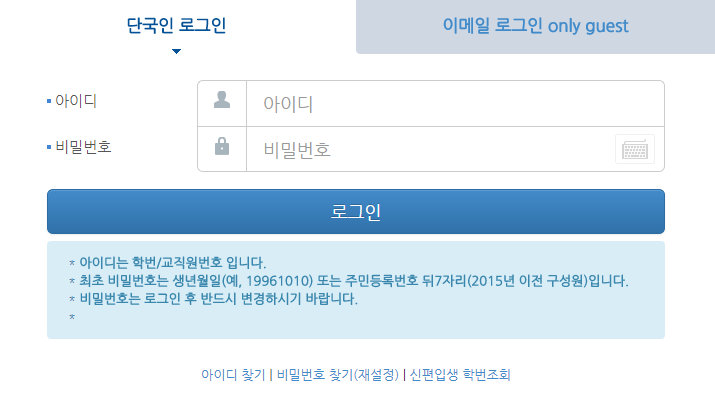 단국인 로그인
이메일 로그인 only guest
아이디
아이디
비밀번호
비밀번호
로그인
* 아이디는 학번/교직원번호 입니다.
* 최초 비밀번호는 생년월일(예, 19961010) 또는 주민등록번호 뒤7자리(2015년 이전 구성원)입니다.
* 비밀번호는 로그인 후 반드시 변경하시기 바랍니다.
*
아이디 찾기 | 비밀번호 찾기(재설정) | 신편입생 학번조회